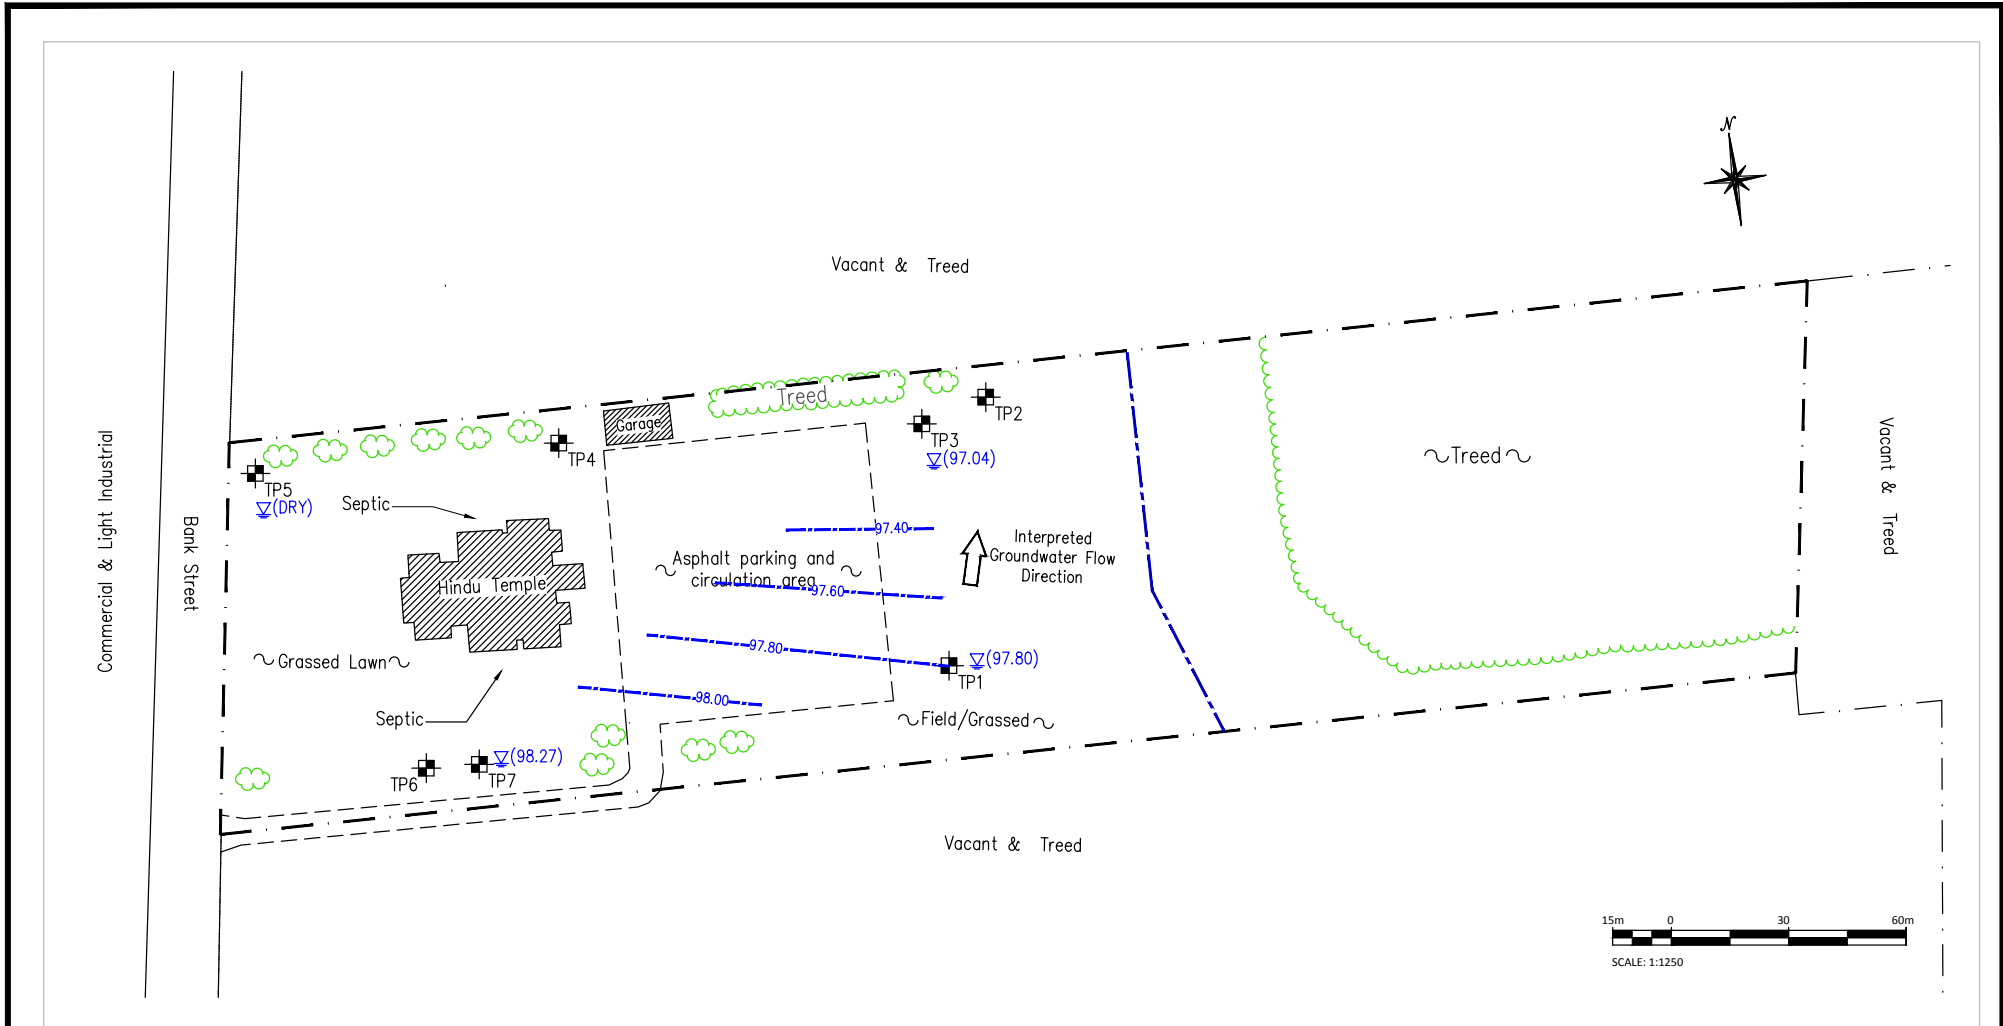 N
Vacant & Treed
Treed
Garage
TP2
TP3
(97.04)
TP4
TP5
(DRY)
Septic
Treed
Vacant & Treed
Commercial & Light Industrial
Bank Street
97.40
Interpreted
Groundwater Flow
Direction
Asphalt parking and
circulation area
97.60
Hindu Temple
97.80
(97.80)
TP1
Grassed Lawn
98.00
Septic
Field/Grassed
(98.27)
TP6
TP7
Vacant & Treed
15m 0 30 60m
SCALE: 1:1250